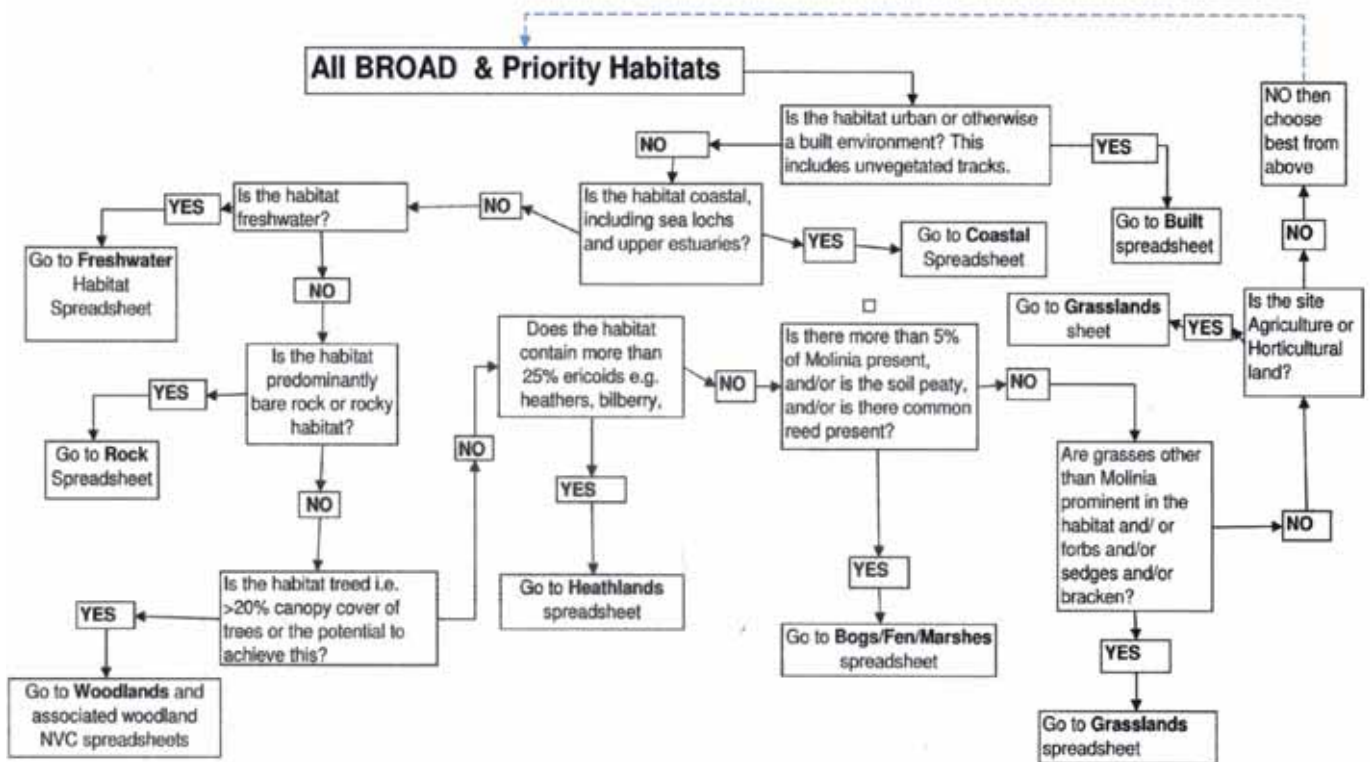 All BROAD & Priority Habitats
Is the habitat urban or otherwise
a built environment? This
includes unvegetated tracks.
NO
YES
Go to Built
spreadsheet
Is the habitat coastal,
including sea lochs
and upper estuaries?
YES
Go to Coastal
Spreadsheet
NO
Is the habitat
freshwater?
YES
Go to Freshwater
Habitat
Spreadsheet
NO
Is the habitat
predominantly
bare rock or rocky
habitat?
YES
Go to Rock
Spreadsheet
NO
Is the habitat treed i.e.
>20% canopy cover of
trees or the potential to
achieve this?
YES
Go to Woodlands and
associated woodland
NVC spreadsheets
NO
Does the habitat
contain more than
25% ericoids e.g.
heathers, bilberry,
YES
Go to Heathlands
spreadsheet
NO
Is there more than 5%
of Molinia present,
and/or is the soil peaty,
and/or is there common
reed present?
YES
Go to Bogs/Fen/Marshes
spreadsheet
NO
Are grasses other
than Molinia
prominent in the
habitat and/ or
forbs and/or
sedges and/or
bracken?
YES
Go to Grasslands
spreadsheet
NO
Is the site
Agriculture or
Horticultural
land?
YES
Go to Grasslands
sheet
NO
NO then
choose
best from
above